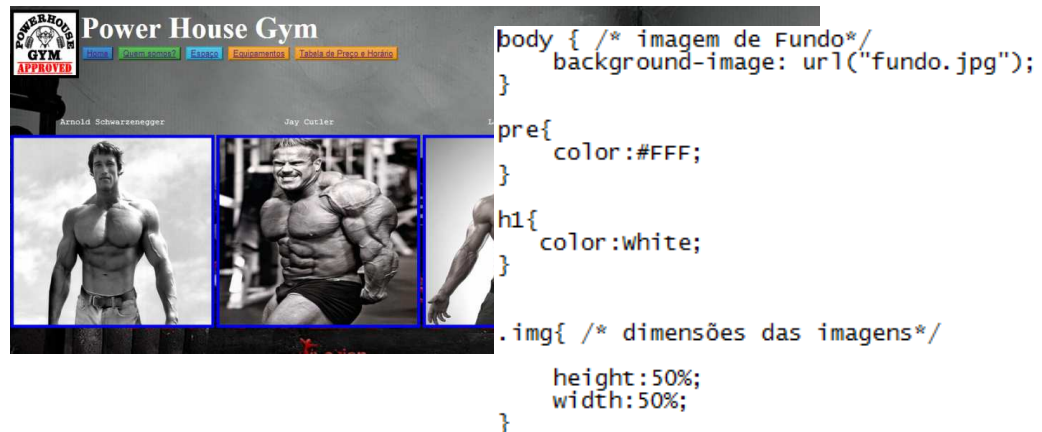 POWERHOUSE
GYM
APPROVED
Power House Gym
Home
Quem somos?
Espaço
Equipamentos
Tabela de Preço e Horário
Arnold Schwarzenegger
Jay Cutler
L
body { /* imagem de Fundo*/
background-image: url("fundo.jpg");
}
pre{
color:#FFF;
}
h1{
color:White;
}
.img{ /* dimensões das imagens*/
height:50%;
width:50%;
}